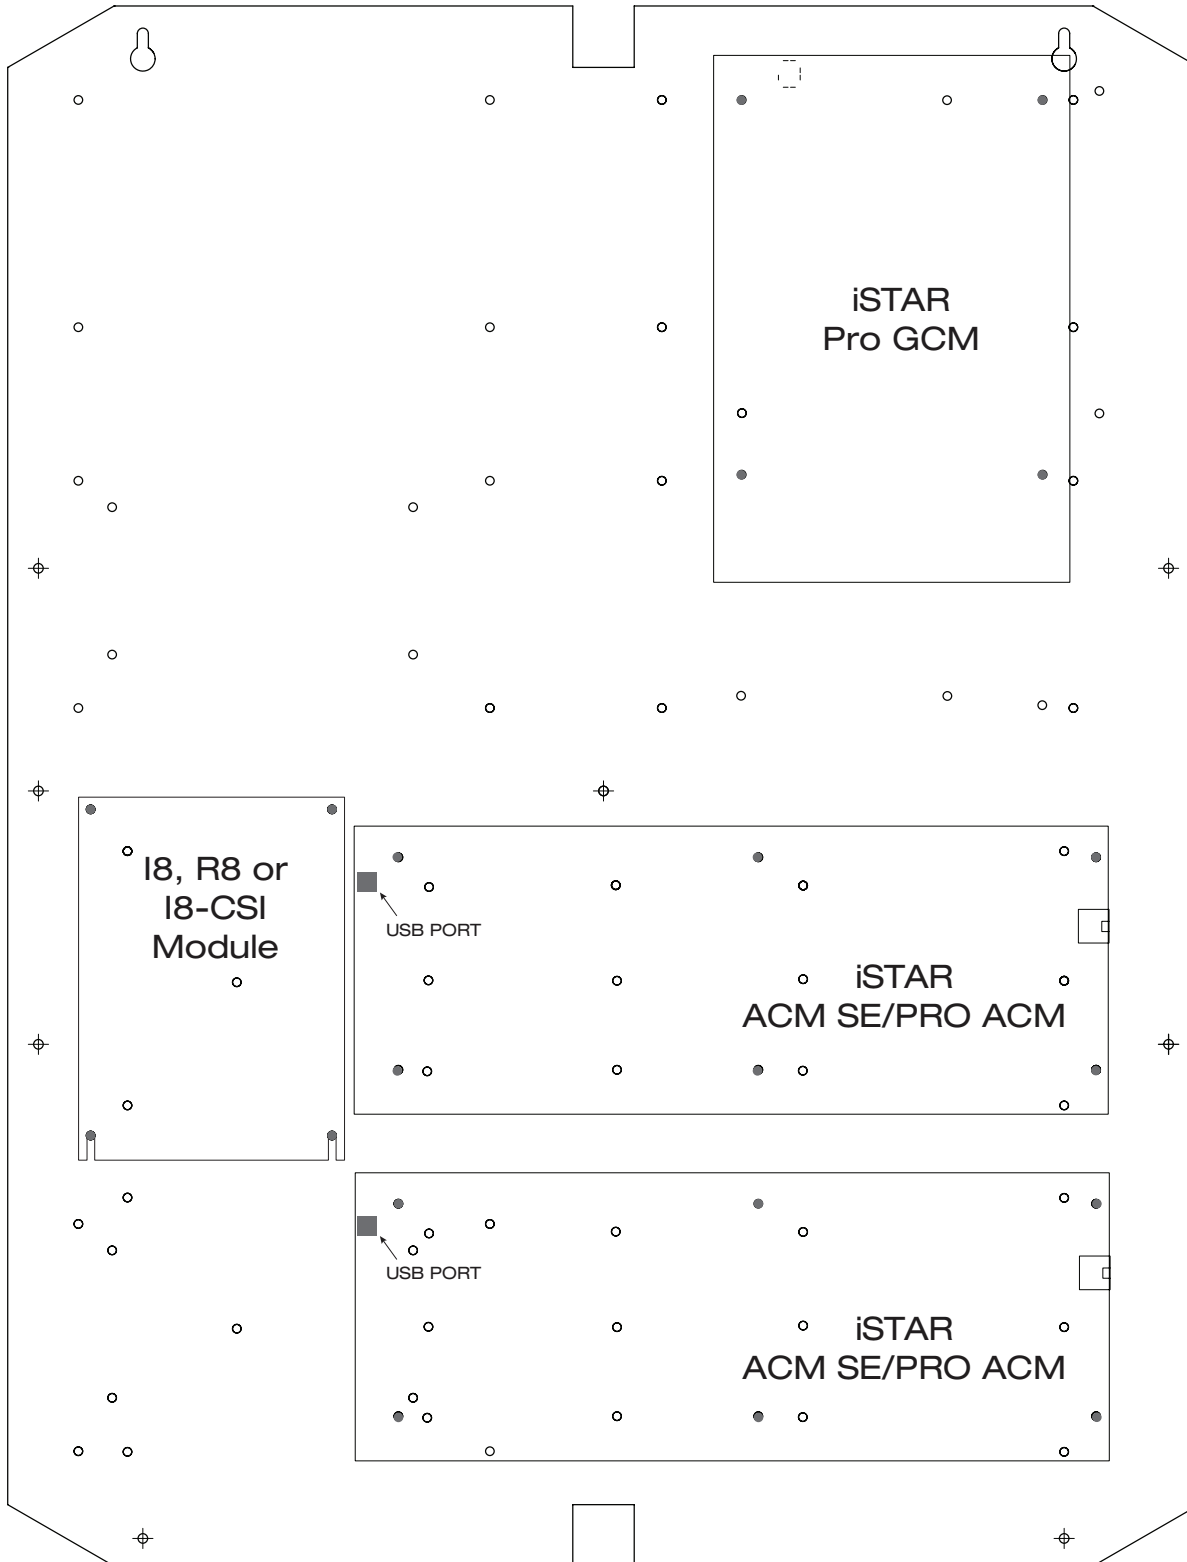 iSTAR
Pro GCM
I8, R8 or
I8-CSI
Module
USB PORT
iSTAR
ACM SE/PRO ACM
USB PORT
iSTAR
ACM SE/PRO ACM